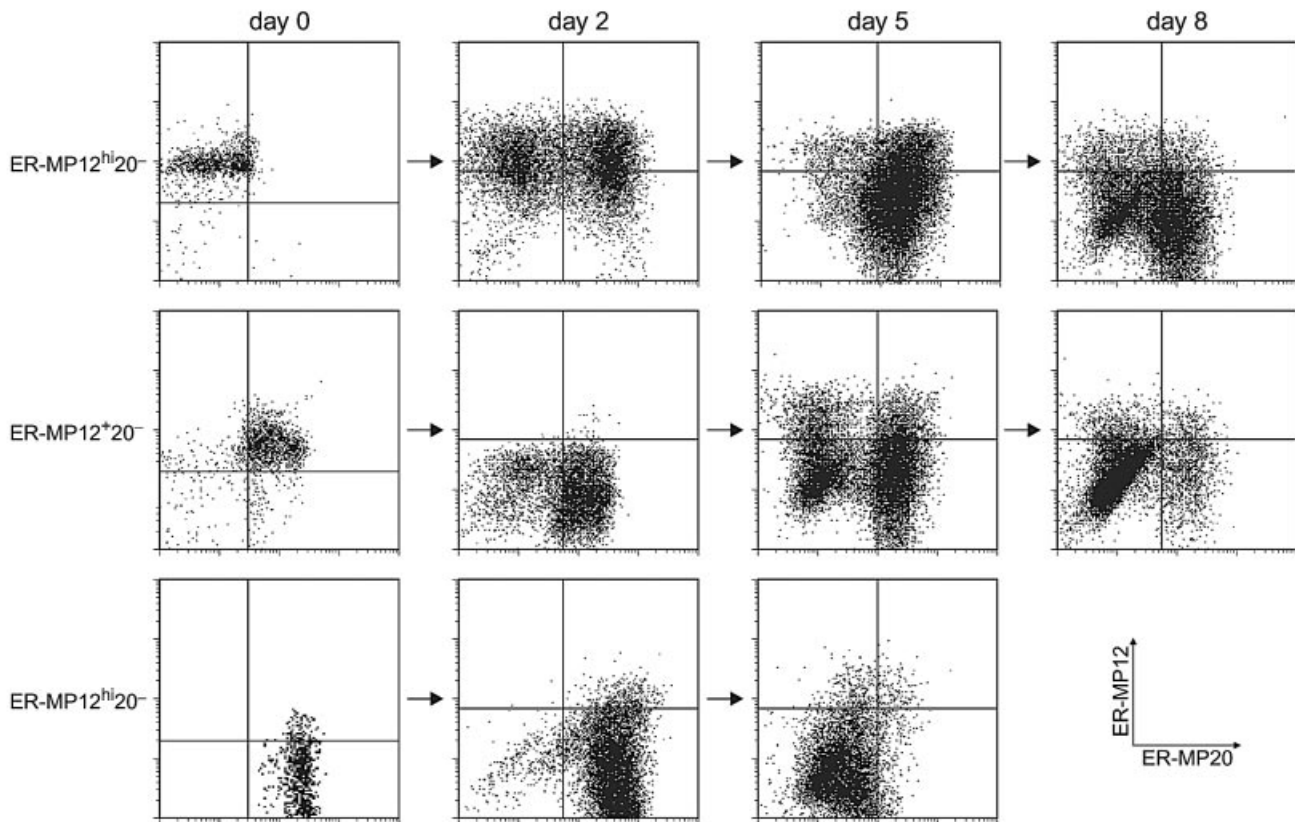 day 0 day 2 day 5 day 8
ER-MP12ʰⁱ20⁻
ER-MP12⁺20⁻
ER-MP12ʰⁱ20⁻
ER-MP12
ER-MP20